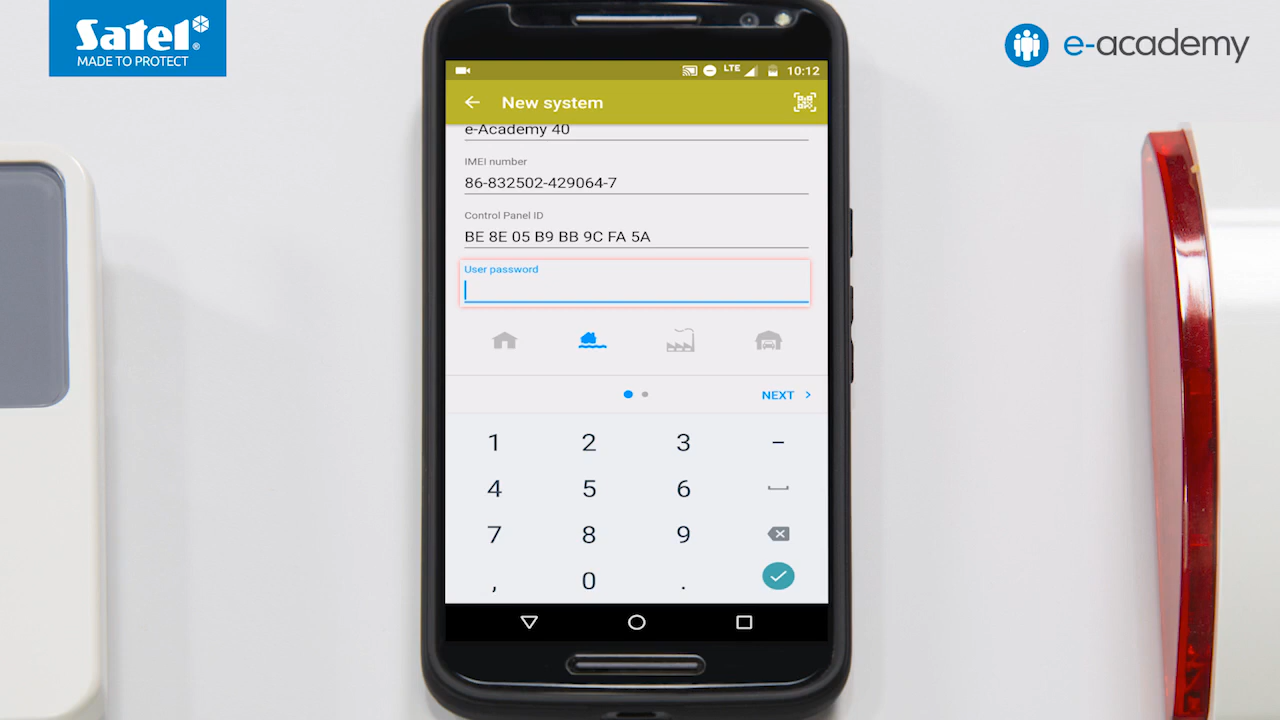 Satel®
MADE TO PROTECT
e-academy
LTE 10:12
New system
e-Academy 40
IMEI number
86-832502-429064-7
Control Panel ID
BE 8E 05 B9 BB 9C FA 5A
User password
NEXT >
1 2 3 –
4 5 6
7 8 9
, 0 .